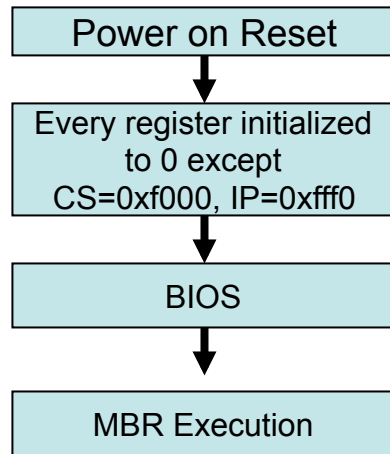 Power on Reset
Every register initialized
to 0 except
CS=0xf000, IP=0xfff0
BIOS
MBR Execution